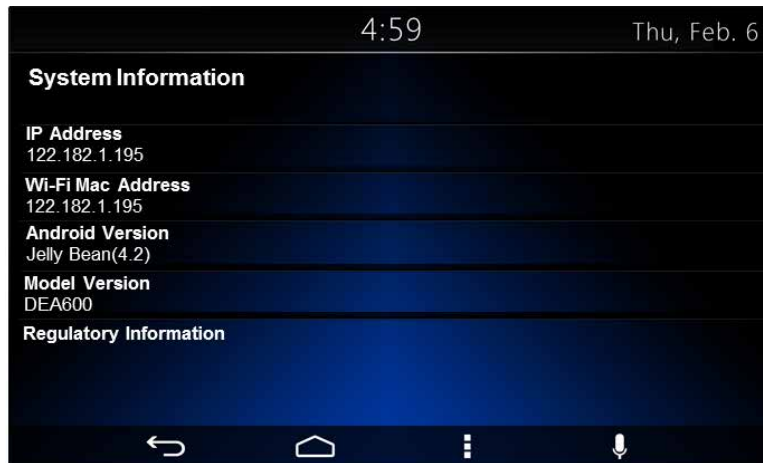 4:59
Thu, Feb. 6
System Information
IP Address
122.182.1.195
Wi-Fi Mac Address
122.182.1.195
Android Version
Jelly Bean(4.2)
Model Version
DEA600
Regulatory Information